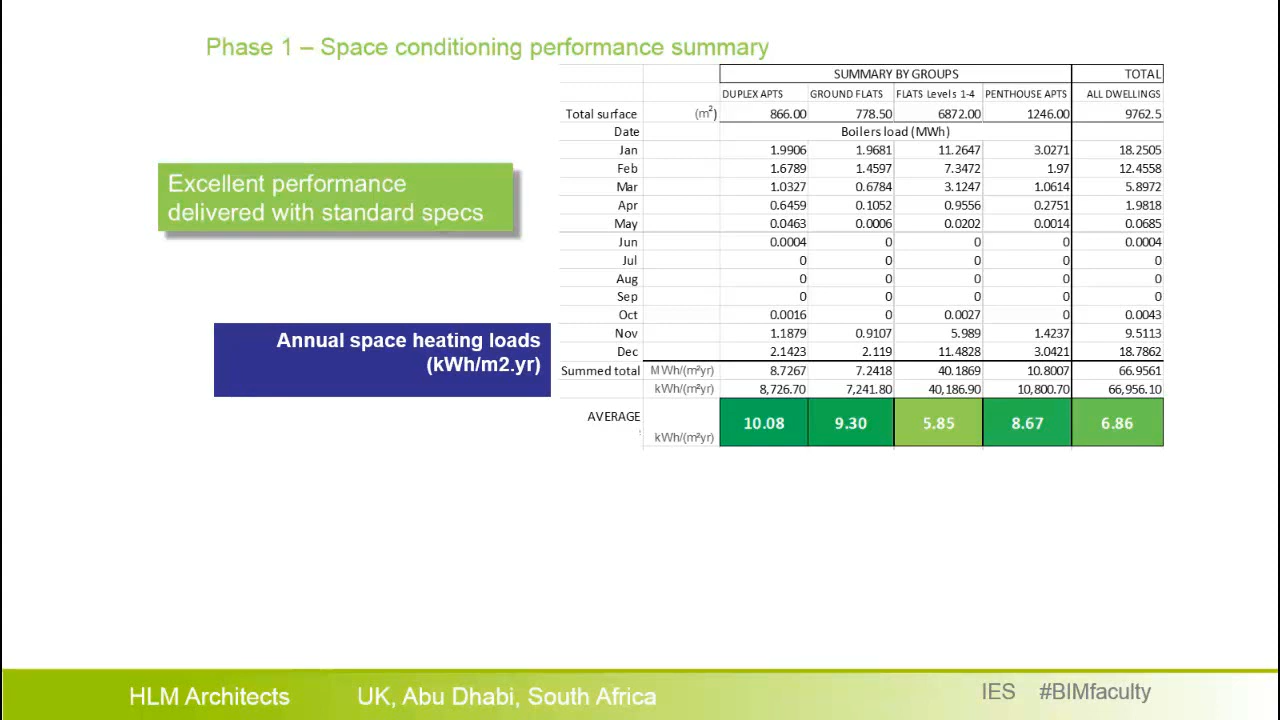 Phase 1 – Space conditioning performance summary
SUMMARY BY GROUPS TOTAL
DUPLEX APTS GROUND FLATS FLATS Levels 1-4 PENTHOUSE APTS ALL DWELLINGS
Total surface (m²) 866.00 778.50 6872.00 1246.00 9762.5
Date Boilers load (MWh)
Jan 1.9906 1.9681 11.2647 3.0271 18.2505
Feb 1.6789 1.4597 7.3472 1.97 12.4558
Mar 1.0327 0.6784 3.1247 1.0614 5.8972
Apr 0.6459 0.1052 0.9556 0.2751 1.9818
May 0.0463 0.0006 0.0202 0.0014 0.0685
Jun 0.0004 0 0 0 0.0004
Jul 0 0 0 0 0
Aug 0 0 0 0 0
Sep 0 0 0 0 0
Oct 0.0016 0 0.0027 0 0.0043
Nov 1.1879 0.9107 5.989 1.4237 9.5113
Dec 2.1423 2.119 11.4828 3.0421 18.7862
Summed total MWh/(m²yr) 8.7267 7.2418 40.1869 10.8007 66.9561
kWh/(m²yr) 8,726.70 7,241.80 40,186.90 10,800.70 66,956.10
AVERAGE kWh/(m²yr) 10.08 9.30 5.85 8.67 6.86
Excellent performance
delivered with standard specs
Annual space heating loads
(kWh/m2.yr)
HLM Architects UK, Abu Dhabi, South Africa IES #BIMfaculty